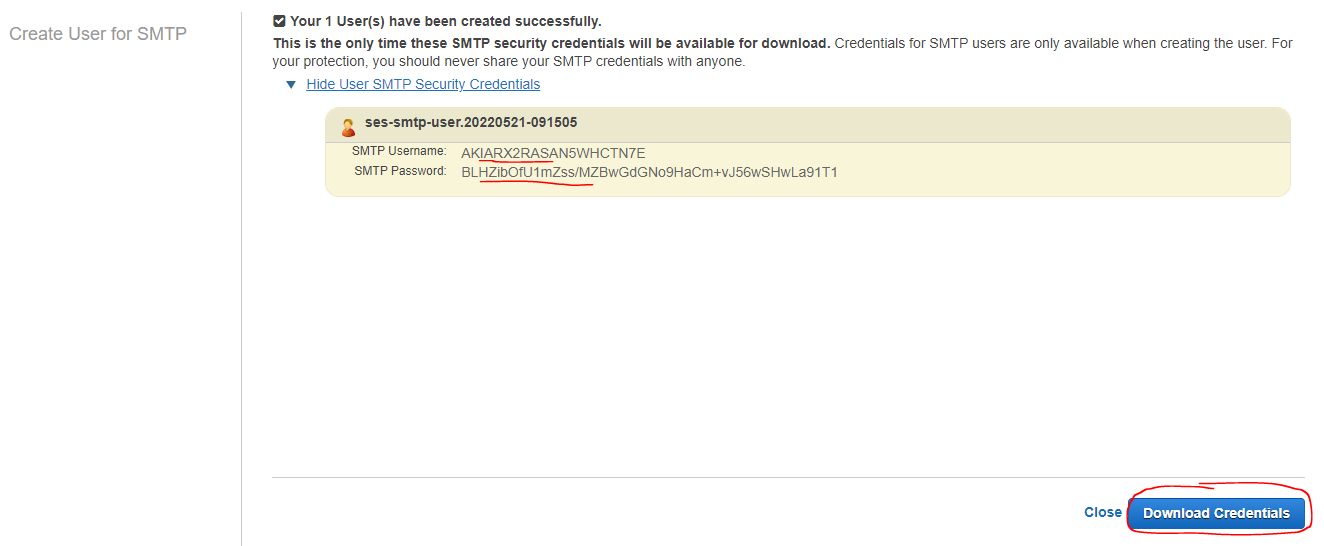 Create User for SMTP
Your 1 User(s) have been created successfully.
This is the only time these SMTP security credentials will be available for download. Credentials for SMTP users are only available when creating the user. For
your protection, you should never share your SMTP credentials with anyone.
Hide User SMTP Security Credentials
ses-smtp-user.20220521-091505
SMTP Username: AKIARX2RASAN5WHCTN7E
SMTP Password: BLHZibOfU1mZss/MZBwGdGNo9HaCm+vJ56wSHwLa91T1
Close Download Credentials